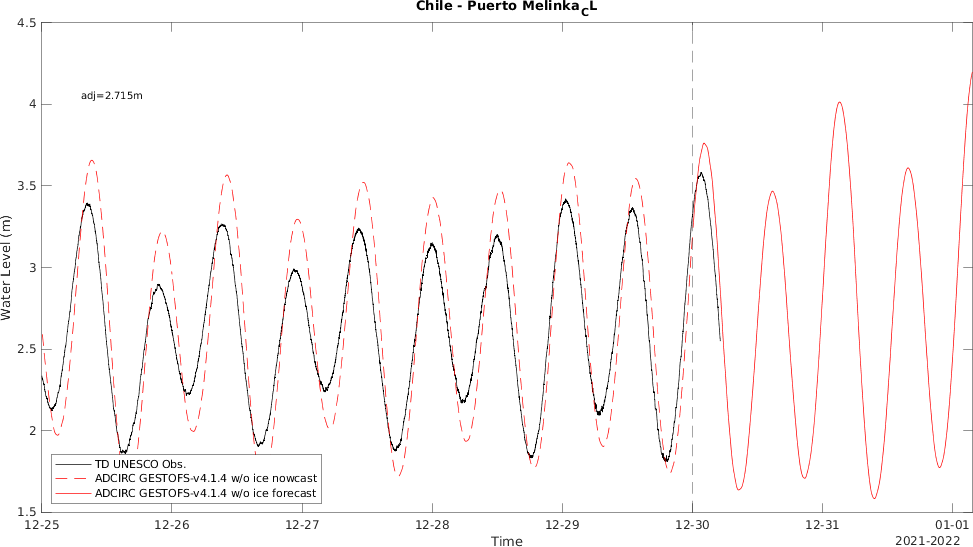 Chile - Puerto MelinkaCL
4.5
adj=2.715m
4
3.5
3
2.5
2
1.5
Water Level (m)
TD UNESCO Obs.
ADCIRC GESTOFS-v4.1.4 w/o ice nowcast
ADCIRC GESTOFS-v4.1.4 w/o ice forecast
12-25 12-26 12-27 12-28 12-29 12-30 12-31 01-01
Time
2021-2022